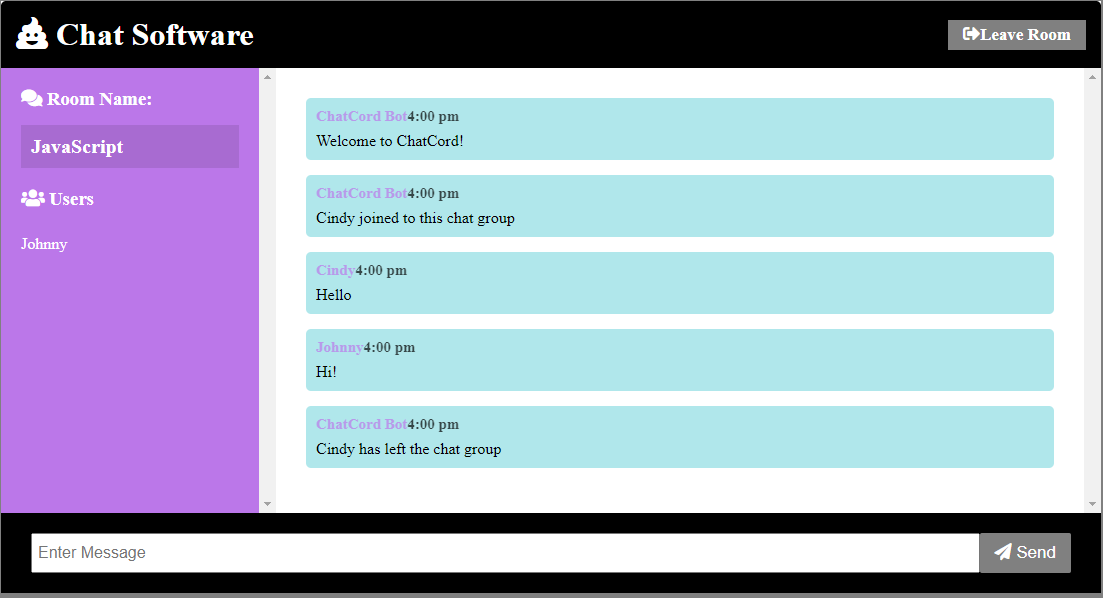 Chat Software
Leave Room
Room Name:
JavaScript
Users
Johnny
ChatCord Bot4:00 pm
Welcome to ChatCord!
ChatCord Bot4:00 pm
Cindy joined to this chat group
Cindy4:00 pm
Hello
Johnny4:00 pm
Hi!
ChatCord Bot4:00 pm
Cindy has left the chat group
Enter Message
Send